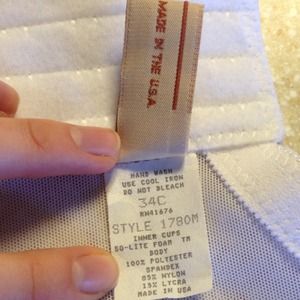 MADE IN THE U.S.A
HAND WASH
USE COOL IRON
DO NOT BLEACH
34C
RN41676
STYLE 1780M
INNER CUPS
SO-LITE FOAM TM
BODY
100% POLYESTER
SPANDEX
85% NYLON
15% LYCRA
MADE IN USA